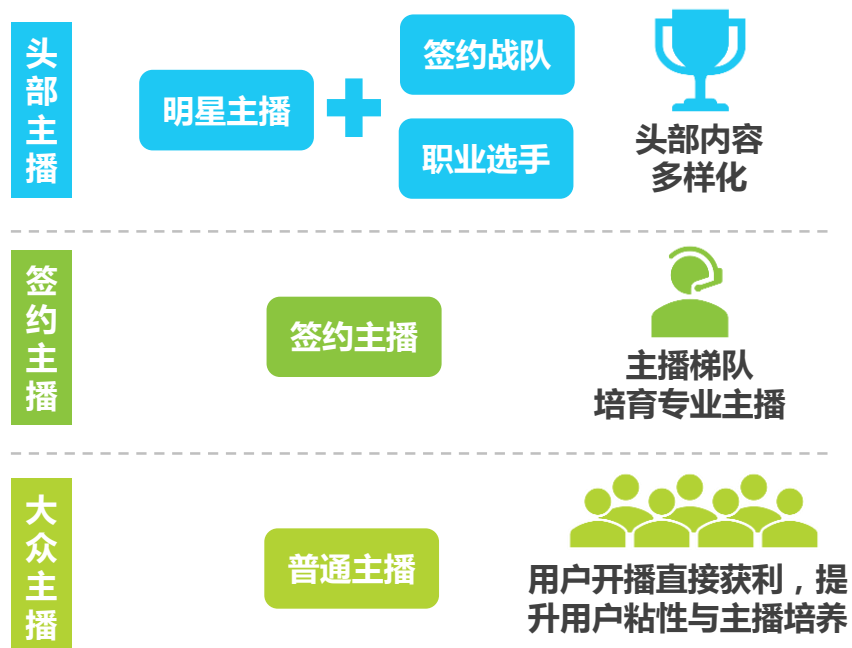 头部主播
明星主播
签约战队
职业选手
头部内容
多样化
签约主播
签约主播
主播梯队
培育专业主播
大众主播
普通主播
用户开播直接获利，提
升用户粘性与主播培养